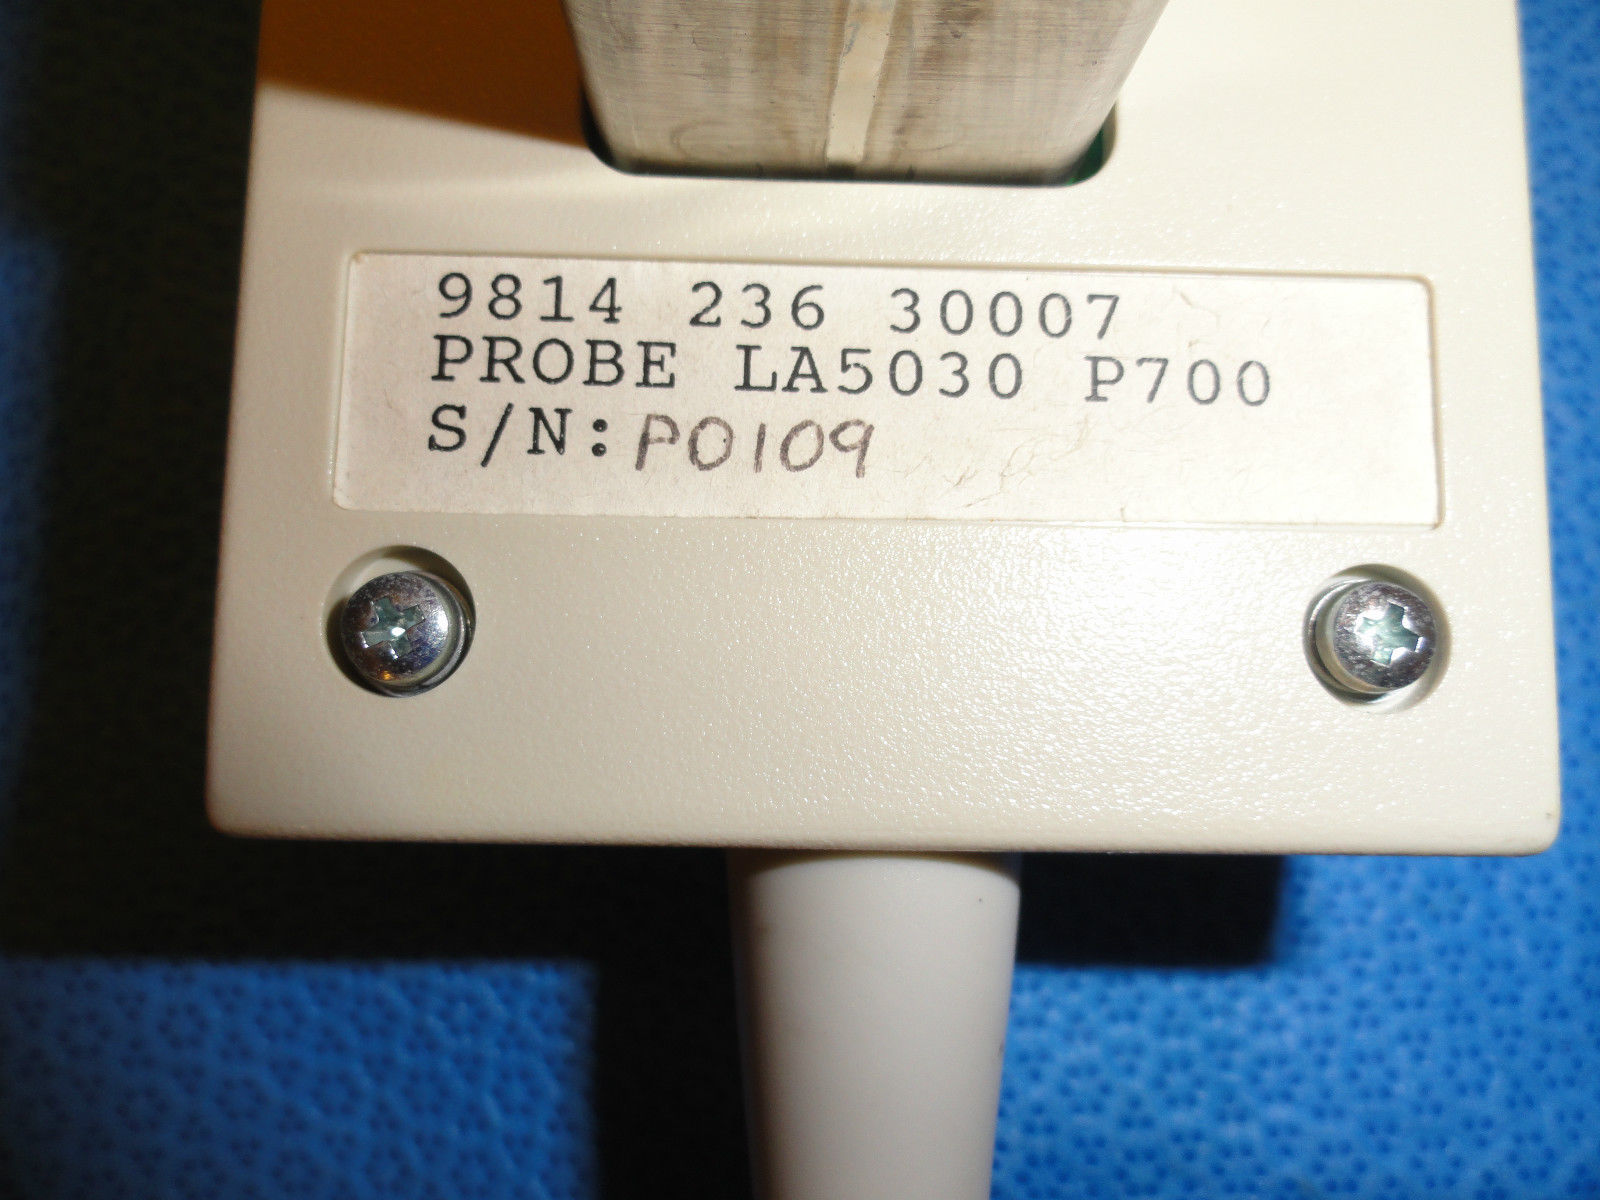 9814 236 30007
PROBE LA5030 P700
S/N: P0109